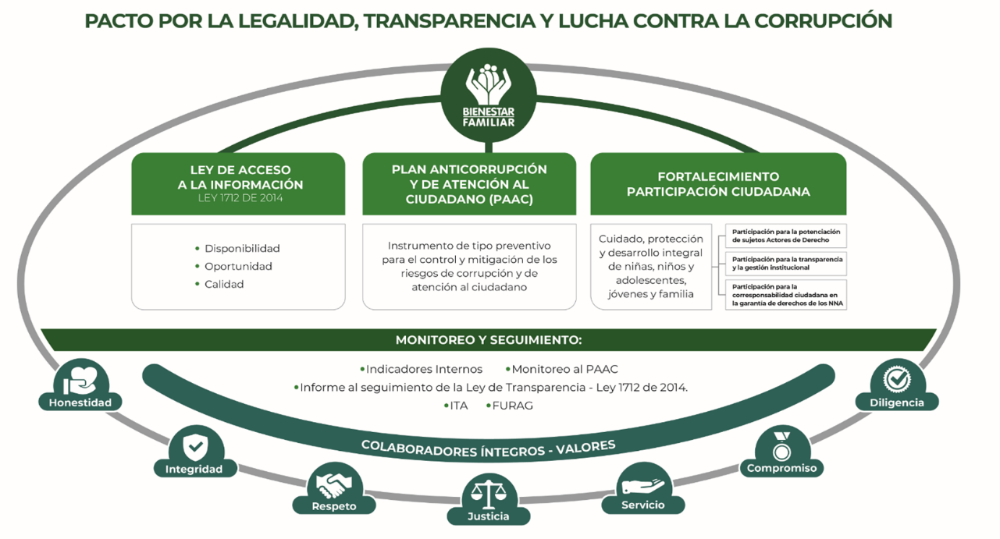 PACTO POR LA LEGALIDAD, TRANSPARENCIA Y LUCHA CONTRA LA CORRUPCIÓN
BIENESTAR
FAMILIAR
LEY DE ACCESO
A LA INFORMACIÓN
LEY 1712 DE 2014
• Disponibilidad
• Oportunidad
• Calidad
PLAN ANTICORRUPCIÓN
Y DE ATENCIÓN AL
CIUDADANO (PAAC)
Instrumento de tipo preventivo
para el control y mitigación de los
riesgos de corrupción y de
atención al ciudadano
FORTALECIMIENTO
PARTICIPACIÓN CIUDADANA
Cuidado, protección
y desarrollo integral
de niñas, niños y
adolescentes,
jóvenes y familia
Participación para la potenciación
de sujetos Actores de Derecho
Participación para la transparencia
y la gestión institucional
Participación para la
corresponsabilidad ciudadana en
la garantía de derechos de los NNA
MONITOREO Y SEGUIMIENTO:
•Indicadores Internos •Monitoreo al PAAC
•Informe al seguimiento de la Ley de Transparencia - Ley 1712 de 2014.
•ITA •FURAG
COLABORADORES ÍNTEGROS - VALORES
Honestidad
Integridad
Respeto
Justicia
Servicio
Compromiso
Diligencia